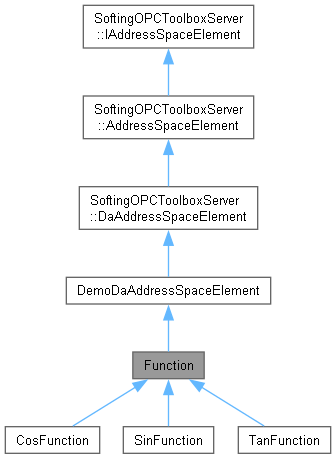 SoftingOPCToolboxServer
::IAddressSpaceElement
SoftingOPCToolboxServer
::AddressSpaceElement
SoftingOPCToolboxServer
::DaAddressSpaceElement
DemoDaAddressSpaceElement
Function
CosFunction
SinFunction
TanFunction